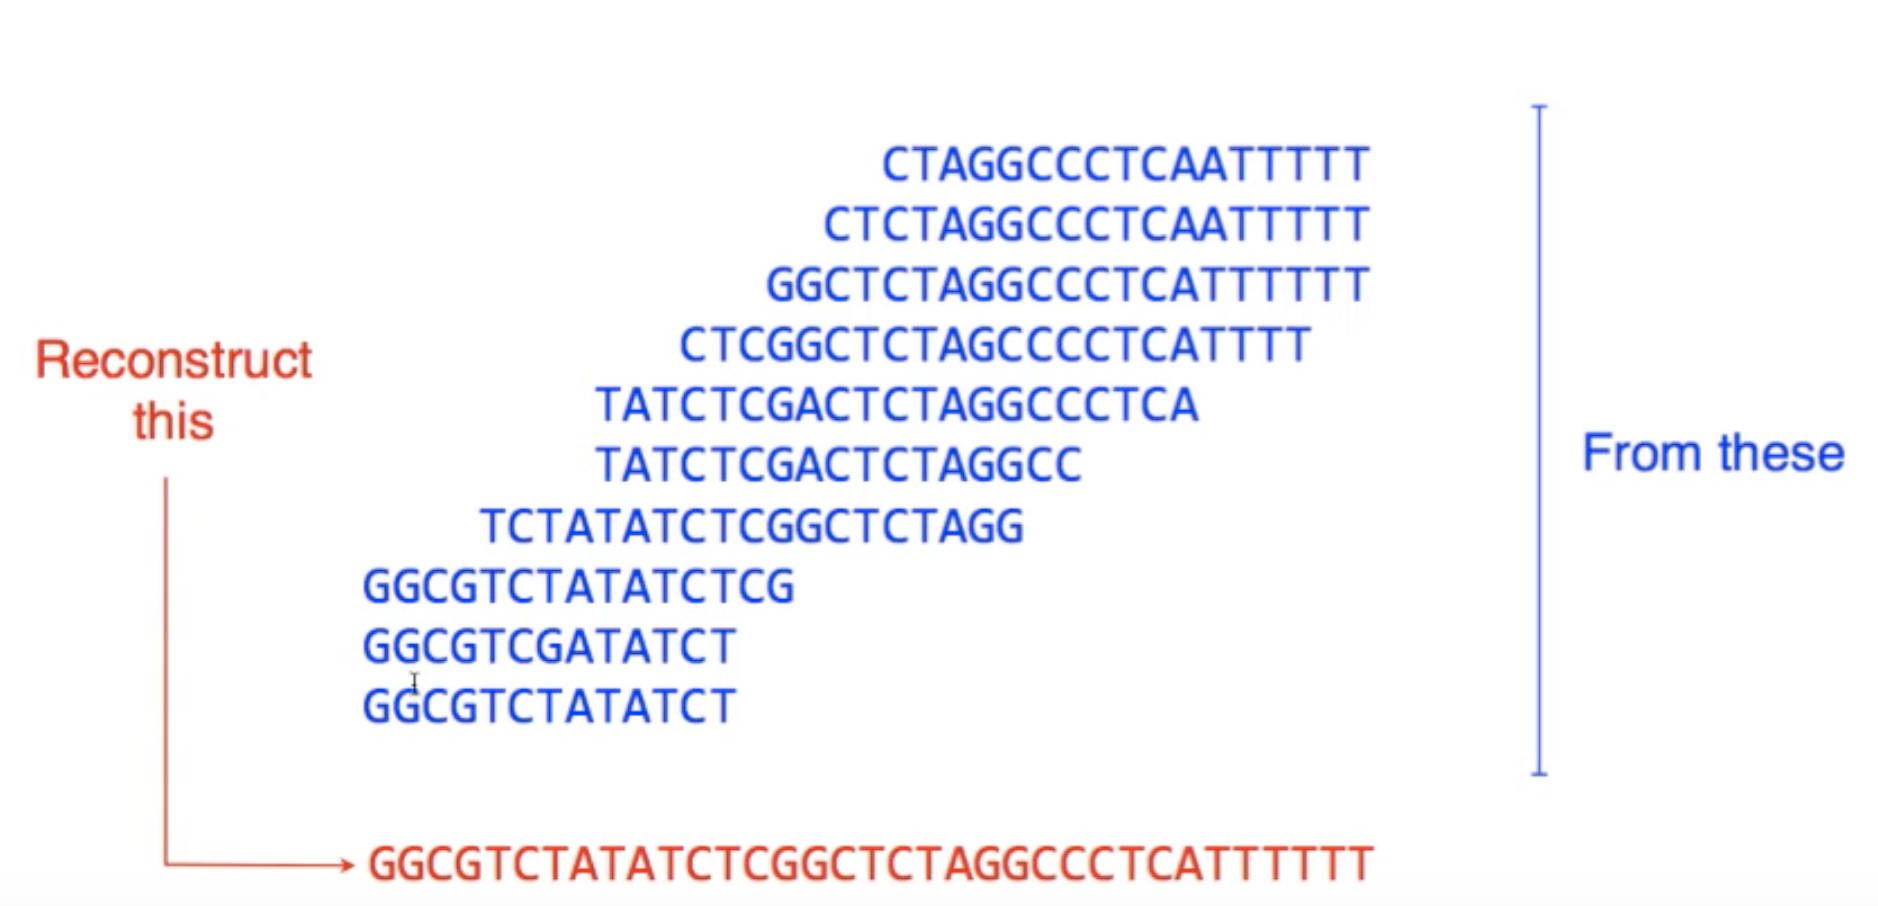 CTAGGCCCTCAATTTTT
CTCTAGGCCCTCAATTTTT
GGCTCTAGGCCCTCATTTTTT
CTCGGCTCTAGCCCCTCATTTT
TATCTCGACTCTAGGCCCTCA
TATCTCGACTCTAGGCC
TCTATATCTCGGCTCTAGG
GGCGTCTATATCTCG
GGCGTCGATATCT
GGCGTCTATATCT
Reconstruct
this
From these
GGCGTCTATATCTCGGCTCTAGGCCCTCATTTTTT